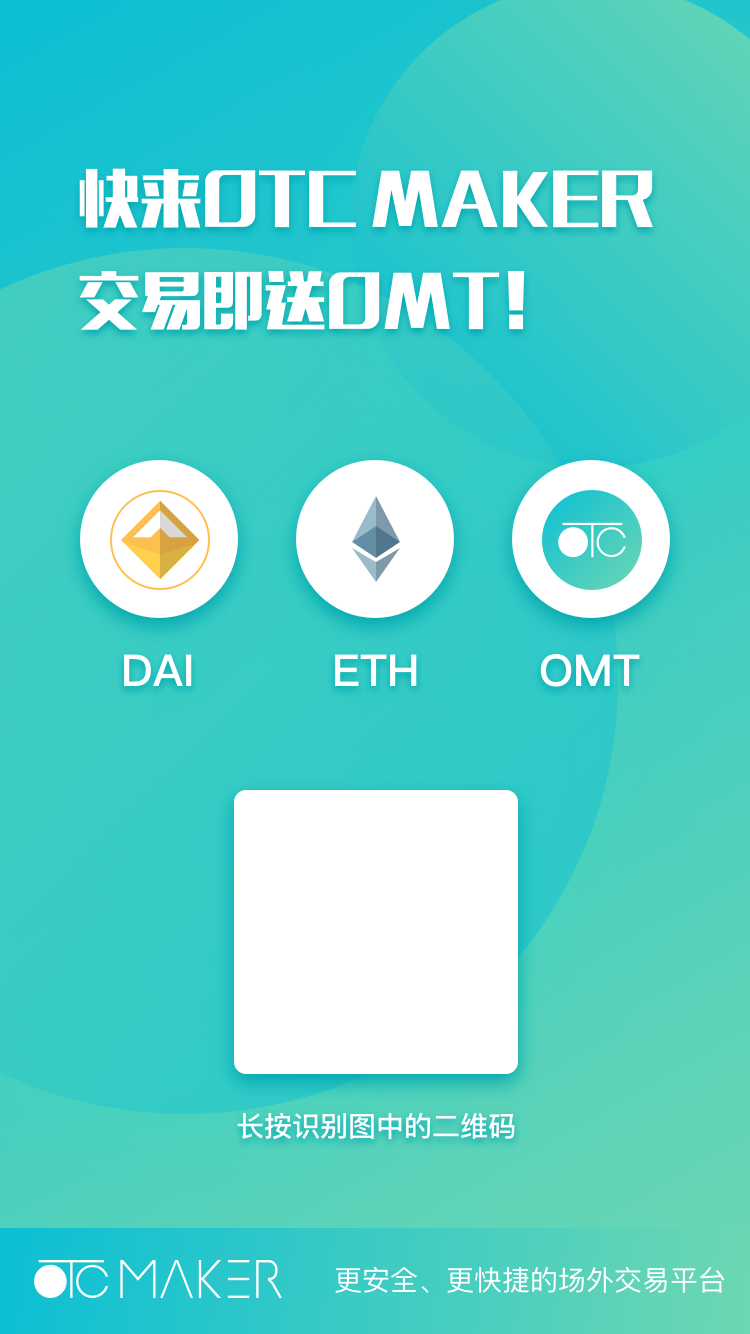 快来OTC MAKER
交易即送OMT!
OTC
DAI
ETH
OMT
长按识别图中的二维码
OTC MAKER
更安全、更快捷的场外交易平台